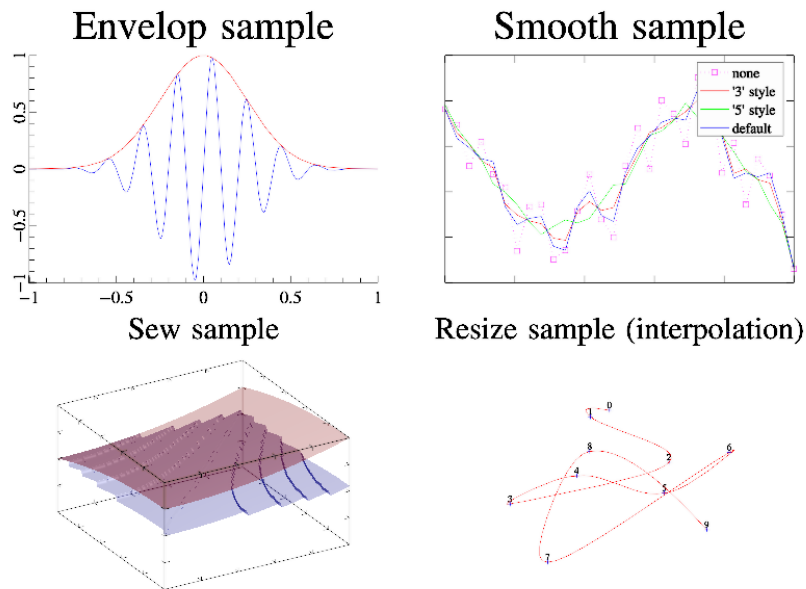 Envelop sample
Smooth sample
1
0.5
0
−0.5
−1
−1
−0.5
0
0.5
1
none
'3' style
'5' style
default
Sew sample
Resize sample (interpolation)
0
1
2
3
4
5
6
7
8
9